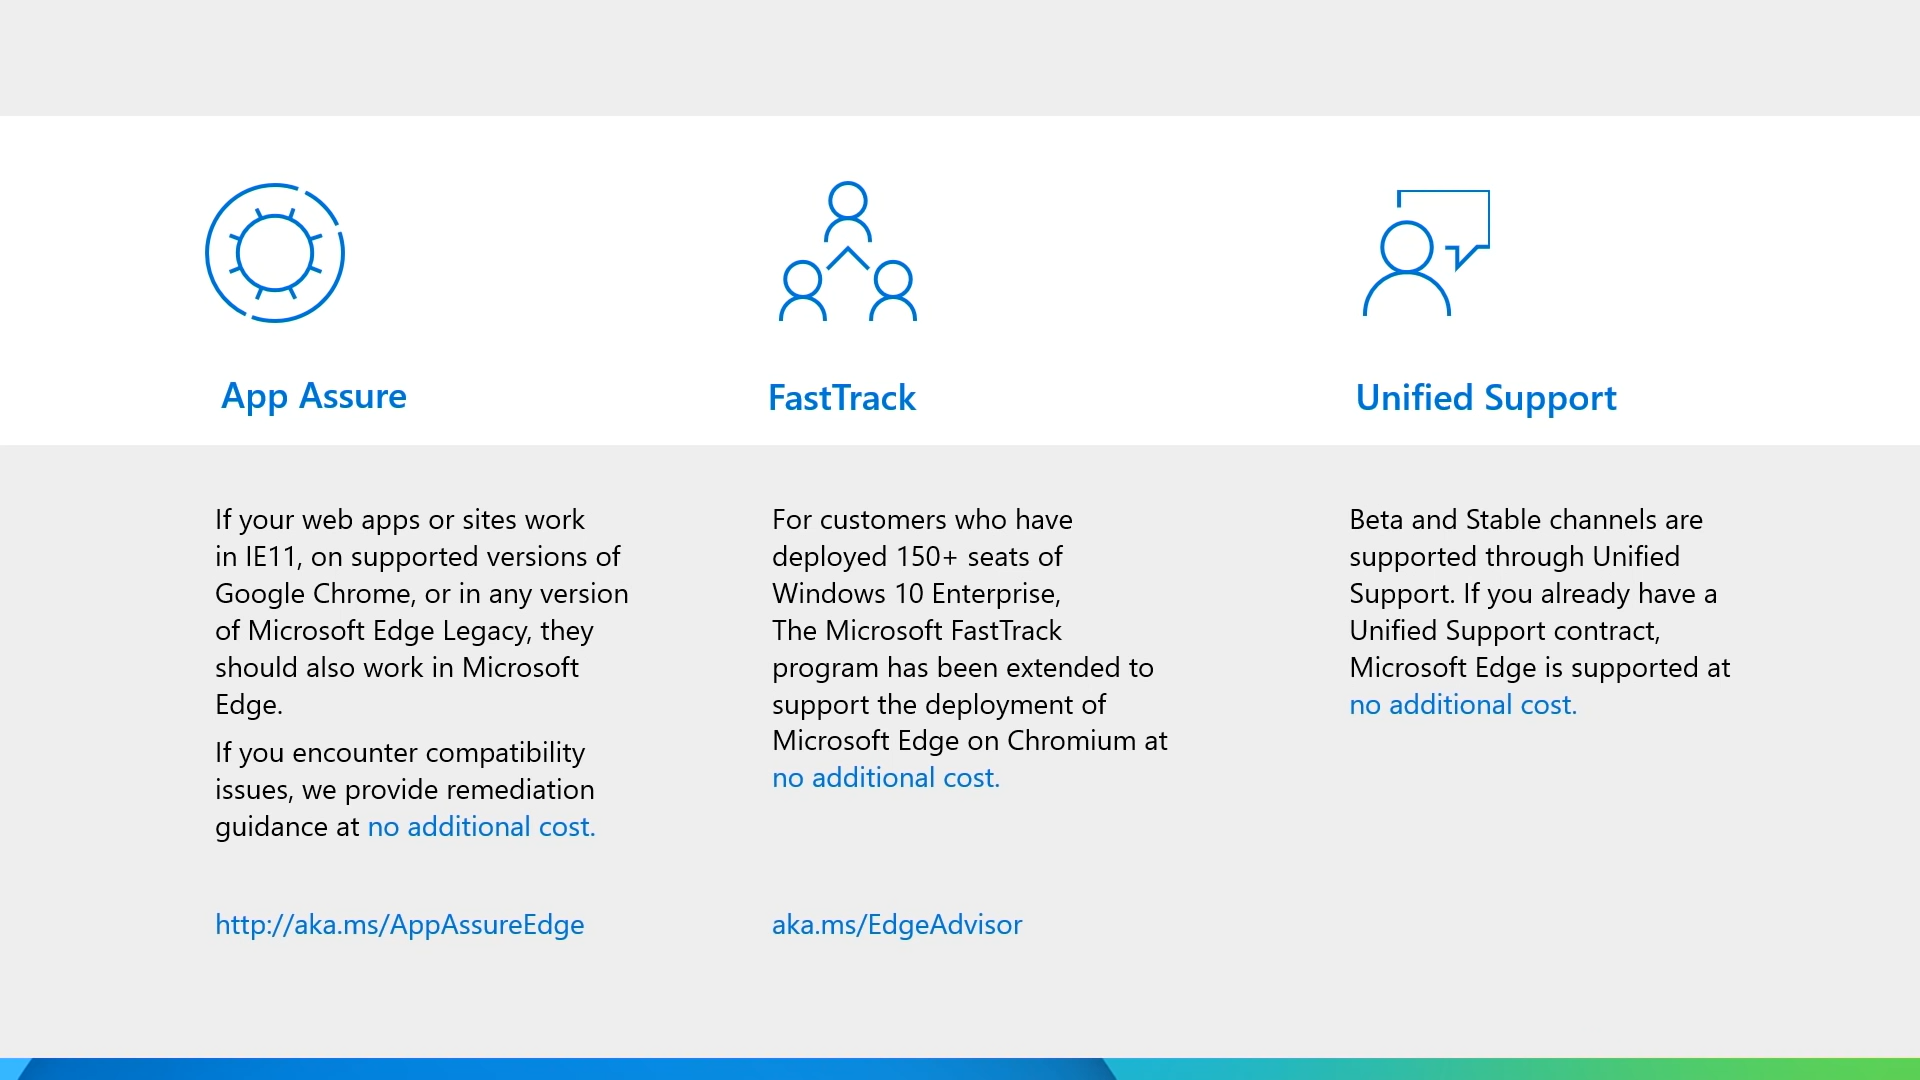 App Assure
If your web apps or sites work
in IE11, on supported versions of
Google Chrome, or in any version
of Microsoft Edge Legacy, they
should also work in Microsoft
Edge.
If you encounter compatibility
issues, we provide remediation
guidance at no additional cost.
http://aka.ms/AppAssureEdge
FastTrack
For customers who have
deployed 150+ seats of
Windows 10 Enterprise,
The Microsoft FastTrack
program has been extended to
support the deployment of
Microsoft Edge on Chromium at
no additional cost.
aka.ms/EdgeAdvisor
Unified Support
Beta and Stable channels are
supported through Unified
Support. If you already have a
Unified Support contract,
Microsoft Edge is supported at
no additional cost.